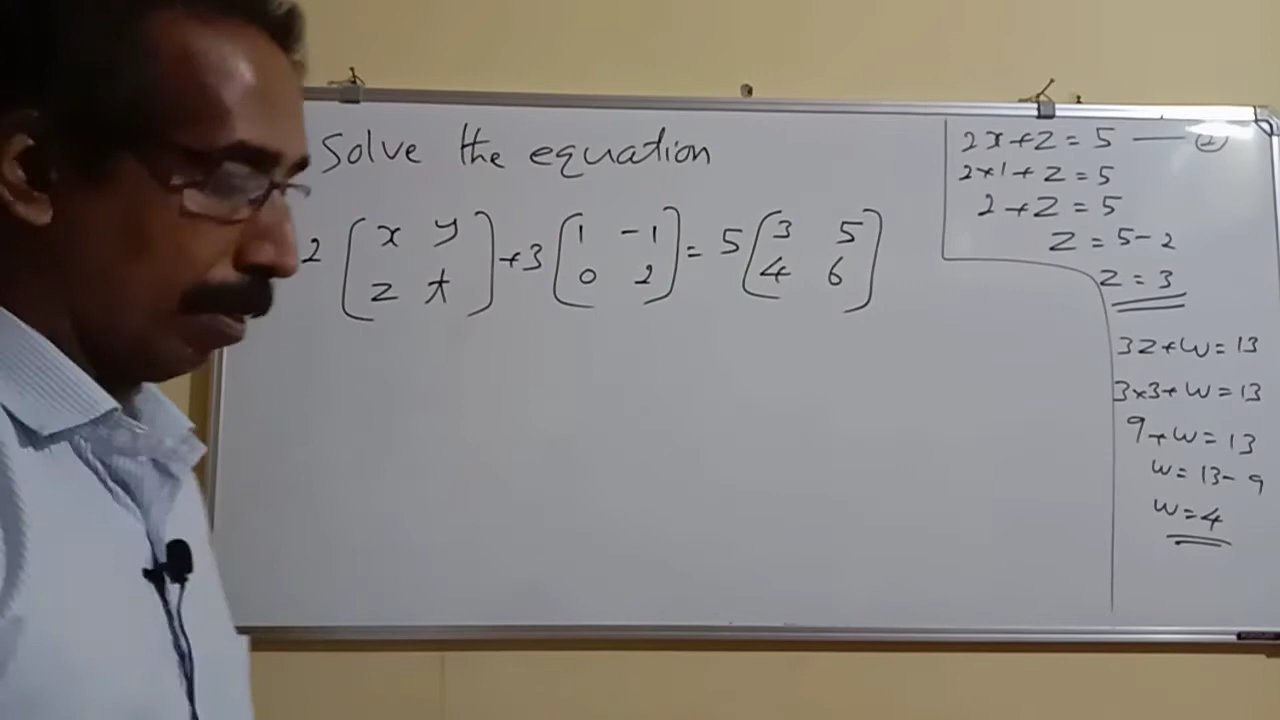 Solve the equation
2 [x y] + 3 [1 -1] = 5 [3 5]
[z t] [0 2] [4 6]
2x+z = 5 —— (2)
2×1+ z = 5
2+z = 5
z = 5-2
z = 3
3z+w=13
3×3+w=13
9+w=13
w=13-9
w=4